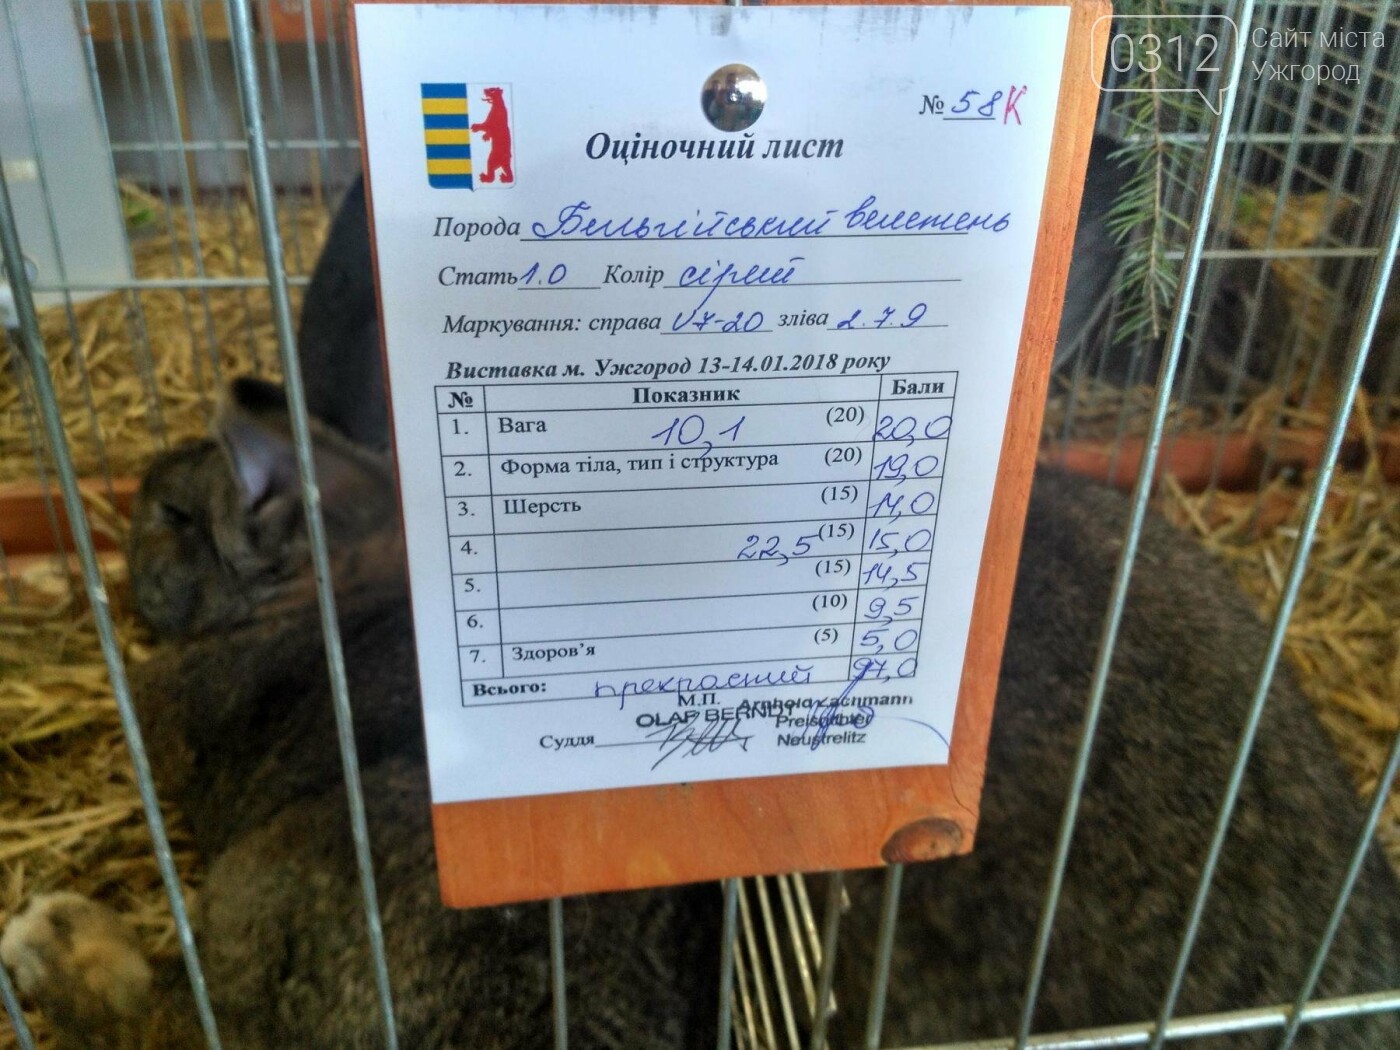 0312 Сайт міста
Ужгород
№ 58 К
Оціночний лист
Порода Бельгійський велетень
Стать 1.0 Колір сірий
Маркування: справа V7-20 зліва 2.7.9
Виставка м. Ужгород 13-14.01.2018 року
№ Показник Бали
1. Вага 10,1 (20) 20,0
2. Форма тіла, тип і структура (20) 19,0
3. Шерсть (15) 14,0
4. 22,5 (15) 15,0
5. (15) 14,5
6. (10) 9,5
7. Здоров’я (5) 5,0
Всього: прекрасний 97,0
М.П. Arnhold Lachmann
OLAF BERNDT Preisrichter
Суддя Neustrelitz